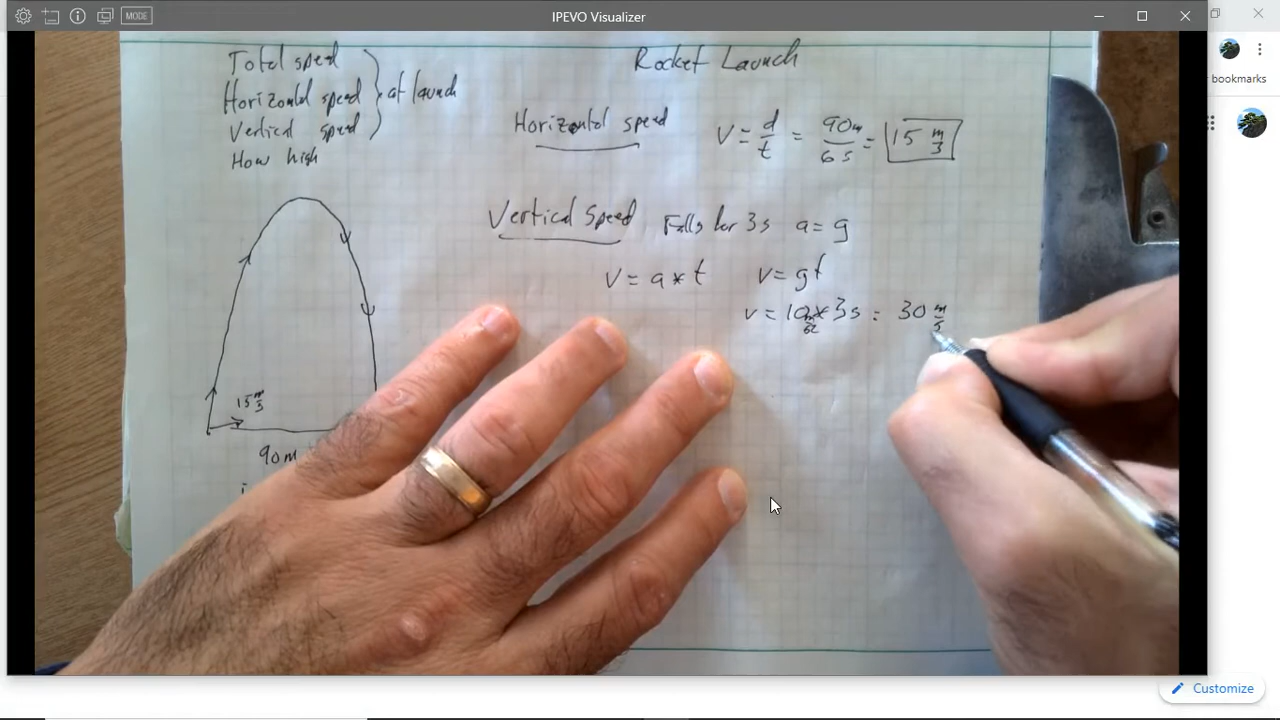 IPEVO Visualizer
MODE
bookmarks
Rocket Launch
Total speed
Horizontal speed
Vertical speed
at launch
How high
Horizontal speed
V = d/t = 90m/6s = 15 m/s
Vertical Speed Falls for 3s a = g
V = a * t v = gt
v = 10 m/s2 * 3s = 30 m/s
15 m/s
90m
Customize